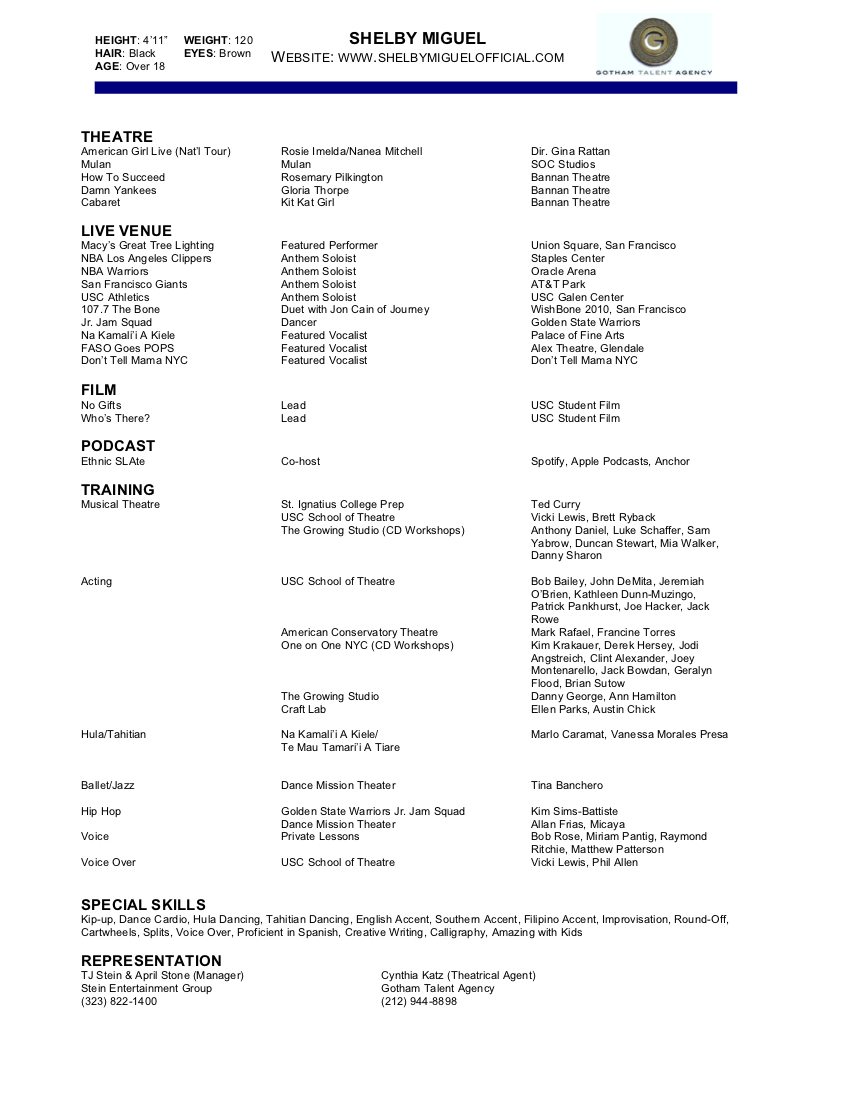 HEIGHT: 4’11” WEIGHT: 120
HAIR: Black EYES: Brown
AGE: Over 18
SHELBY MIGUEL
WEBSITE: WWW.SHELBYMIGUELOFFICIAL.COM
G
GOTHAM TALENT AGENCY
THEATRE
American Girl Live (Nat’l Tour) Rosie Imelda/Nanea Mitchell Dir. Gina Rattan
Mulan Mulan SOC Studios
How To Succeed Rosemary Pilkington Bannan Theatre
Damn Yankees Gloria Thorpe Bannan Theatre
Cabaret Kit Kat Girl Bannan Theatre
LIVE VENUE
Macy’s Great Tree Lighting Featured Performer Union Square, San Francisco
NBA Los Angeles Clippers Anthem Soloist Staples Center
NBA Warriors Anthem Soloist Oracle Arena
San Francisco Giants Anthem Soloist AT&T Park
USC Athletics Anthem Soloist USC Galen Center
107.7 The Bone Duet with Jon Cain of Journey WishBone 2010, San Francisco
Jr. Jam Squad Dancer Golden State Warriors
Na Kamali’i A Kiele Featured Vocalist Palace of Fine Arts
FASO Goes POPS Featured Vocalist Alex Theatre, Glendale
Don’t Tell Mama NYC Featured Vocalist Don’t Tell Mama NYC
FILM
No Gifts Lead USC Student Film
Who’s There? Lead USC Student Film
PODCAST
Ethnic SLAte Co-host Spotify, Apple Podcasts, Anchor
TRAINING
Musical Theatre St. Ignatius College Prep Ted Curry
USC School of Theatre Vicki Lewis, Brett Ryback
The Growing Studio (CD Workshops) Anthony Daniel, Luke Schaffer, Sam
Yabrow, Duncan Stewart, Mia Walker,
Danny Sharon
Acting USC School of Theatre Bob Bailey, John DeMita, Jeremiah
O’Brien, Kathleen Dunn-Muzingo,
Patrick Pankhurst, Joe Hacker, Jack
Rowe
American Conservatory Theatre Mark Rafael, Francine Torres
One on One NYC (CD Workshops) Kim Krakauer, Derek Hersey, Jodi
Angstreich, Clint Alexander, Joey
Montenarello, Jack Bowdan, Geralyn
Flood, Brian Sutow
The Growing Studio Danny George, Ann Hamilton
Craft Lab Ellen Parks, Austin Chick
Hula/Tahitian Na Kamali’i A Kiele/ Marlo Caramat, Vanessa Morales Presa
Te Mau Tamari’i A Tiare
Ballet/Jazz Dance Mission Theater Tina Banchero
Hip Hop Golden State Warriors Jr. Jam Squad Kim Sims-Battiste
Dance Mission Theater Allan Frias, Micaya
Voice Private Lessons Bob Rose, Miriam Pantig, Raymond
Ritchie, Matthew Patterson
Voice Over USC School of Theatre Vicki Lewis, Phil Allen
SPECIAL SKILLS
Kip-up, Dance Cardio, Hula Dancing, Tahitian Dancing, English Accent, Southern Accent, Filipino Accent, Improvisation, Round-Off,
Cartwheels, Splits, Voice Over, Proficient in Spanish, Creative Writing, Calligraphy, Amazing with Kids
REPRESENTATION
TJ Stein & April Stone (Manager) Cynthia Katz (Theatrical Agent)
Stein Entertainment Group Gotham Talent Agency
(323) 822-1400 (212) 944-8898